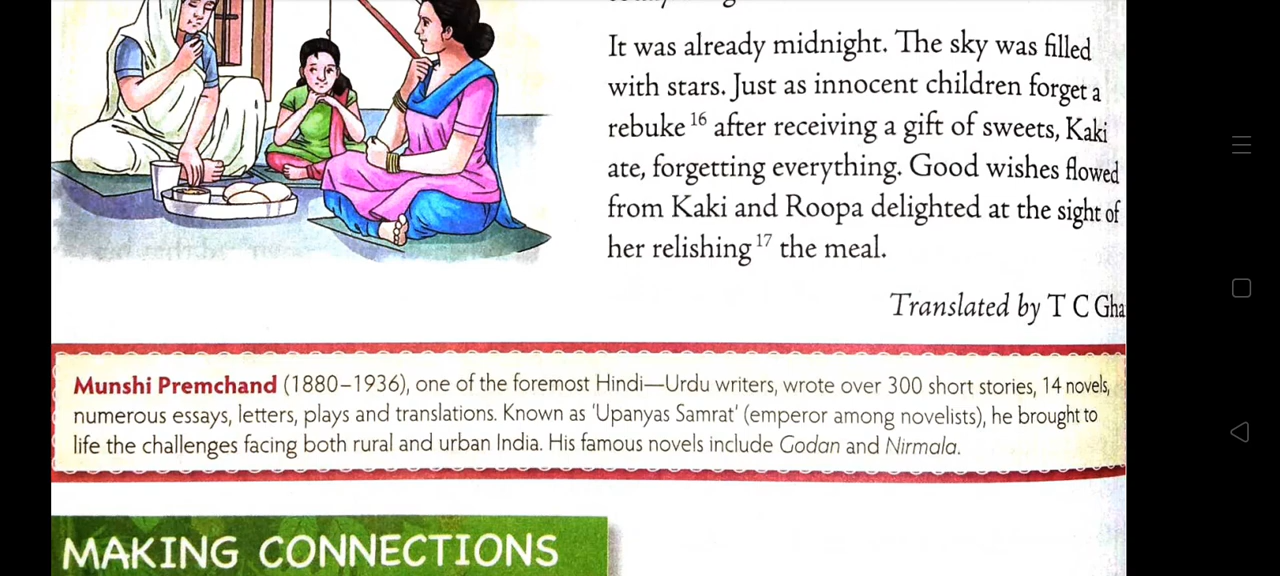 It was already midnight. The sky was filled
with stars. Just as innocent children forget a
rebuke 16 after receiving a gift of sweets, Kaki
ate, forgetting everything. Good wishes flowed
from Kaki and Roopa delighted at the sight of
her relishing 17 the meal.
Translated by T C Gha
Munshi Premchand (1880–1936), one of the foremost Hindi—Urdu writers, wrote over 300 short stories, 14 novels,
numerous essays, letters, plays and translations. Known as 'Upanyas Samrat' (emperor among novelists), he brought to
life the challenges facing both rural and urban India. His famous novels include Godan and Nirmala.
MAKING CONNECTIONS